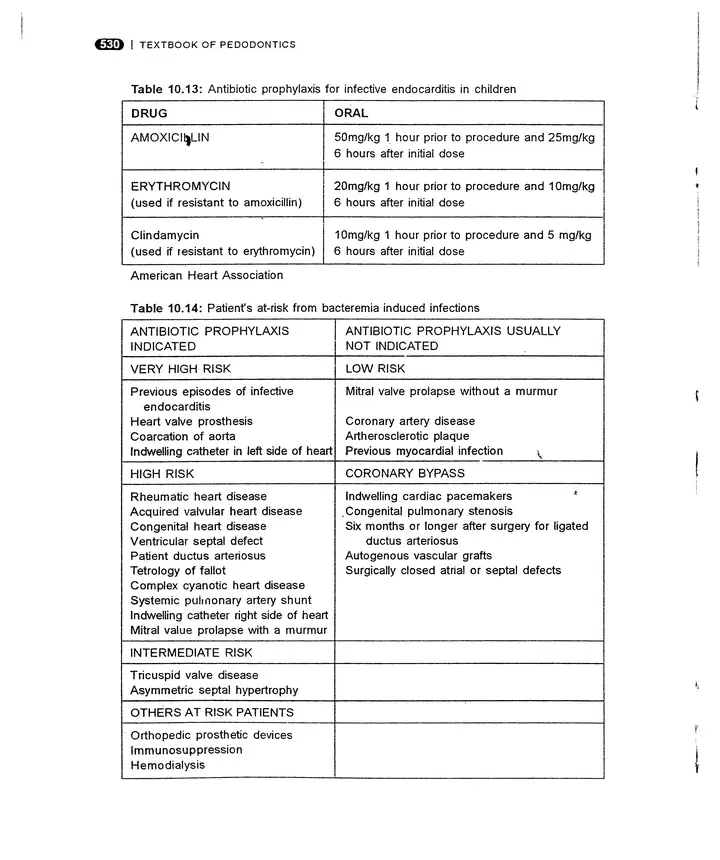 530 | TEXTBOOK OF PEDODONTICS
Table 10.13: Antibiotic prophylaxis for infective endocarditis in children
DRUG ORAL
AMOXICILLIN 50mg/kg 1 hour prior to procedure and 25mg/kg
6 hours after initial dose
ERYTHROMYCIN 20mg/kg 1 hour prior to procedure and 10mg/kg
(used if resistant to amoxicillin) 6 hours after initial dose
Clindamycin 10mg/kg 1 hour prior to procedure and 5 mg/kg
(used if resistant to erythromycin) 6 hours after initial dose
American Heart Association
Table 10.14: Patient's at-risk from bacteremia induced infections
ANTIBIOTIC PROPHYLAXIS ANTIBIOTIC PROPHYLAXIS USUALLY
INDICATED NOT INDICATED
VERY HIGH RISK LOW RISK
Previous episodes of infective Mitral valve prolapse without a murmur
endocarditis
Heart valve prosthesis Coronary artery disease
Coarcation of aorta Artherosclerotic plaque
Indwelling catheter in left side of heart Previous myocardial infection
HIGH RISK CORONARY BYPASS
Rheumatic heart disease Indwelling cardiac pacemakers
Acquired valvular heart disease Congenital pulmonary stenosis
Congenital heart disease Six months or longer after surgery for ligated
Ventricular septal defect ductus arteriosus
Patient ductus arteriosus Autogenous vascular grafts
Tetrology of fallot Surgically closed atrial or septal defects
Complex cyanotic heart disease
Systemic pulmonary artery shunt
Indwelling catheter right side of heart
Mitral value prolapse with a murmur
INTERMEDIATE RISK
Tricuspid valve disease
Asymmetric septal hypertrophy
OTHERS AT RISK PATIENTS
Orthopedic prosthetic devices
Immunosuppression
Hemodialysis